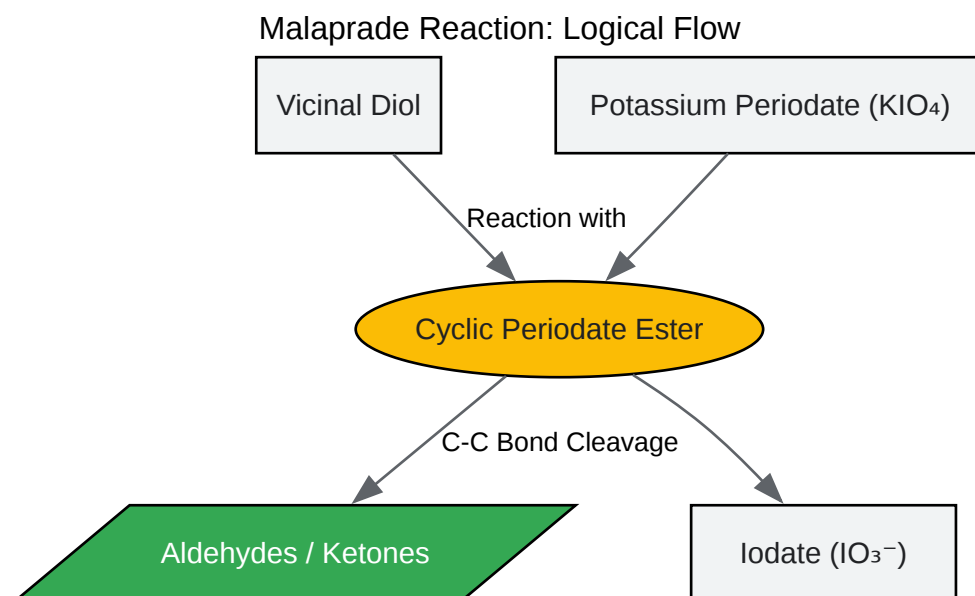 Malaprade Reaction: Logical Flow
Vicinal Diol
Potassium Periodate (KIO₄)
Reaction with
Cyclic Periodate Ester
C-C Bond Cleavage
Aldehydes / Ketones
Iodate (IO₃⁻)